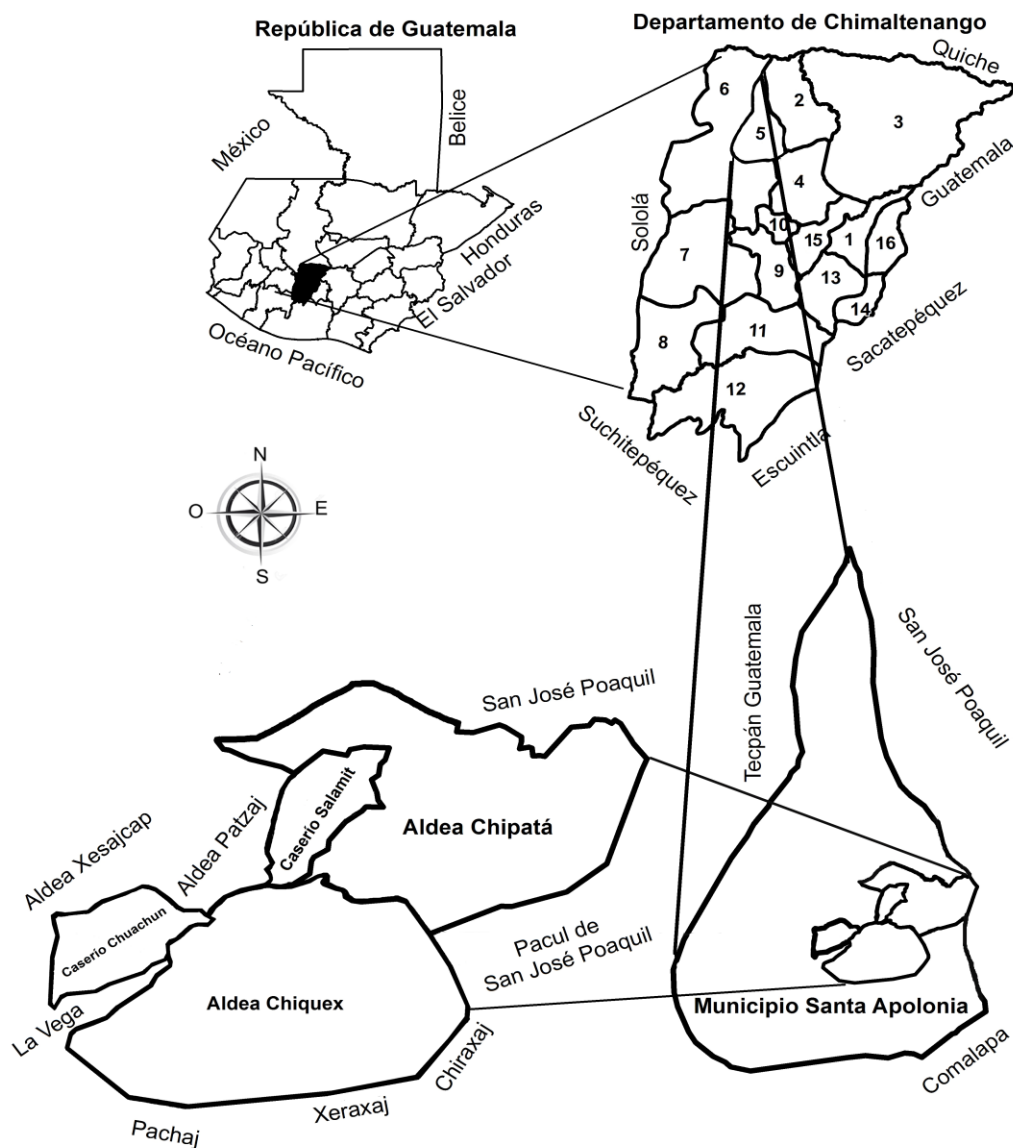 República de Guatemala
México
Belice
Honduras
El Salvador
Océano Pacífico
Departamento de Chimaltenango
Quiche
6
2
3
5
4
Guatemala
Sololá
10
15
1
16
7
9
13
14
Sacatepéquez
8
11
12
Suchitepéquez
Escuintla
N
O
E
S
San José Poaquil
Aldea Chipatá
Caserío Salamit
Aldea Patzaj
Aldea Xesajcap
Caserío Chuachun
La Vega
Aldea Chiquex
Pacul de
San José Poaquil
Chiraxaj
Xeraxaj
Pachaj
Tecpán Guatemala
San José Poaquil
Municipio Santa Apolonia
Comalapa